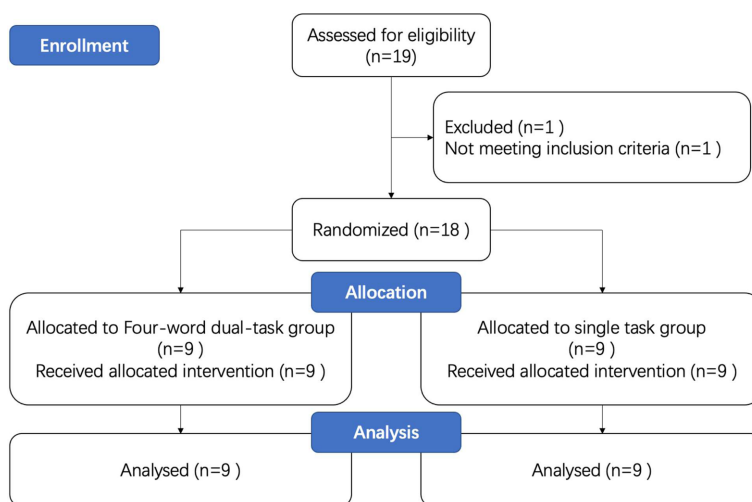 Enrollment
Assessed for eligibility
(n=19)
Excluded (n=1 )
Not meeting inclusion criteria (n=1 )
Randomized (n=18 )
Allocation
Allocated to Four-word dual-task group
(n=9 )
Received allocated intervention (n=9 )
Allocated to single task group
(n=9 )
Received allocated intervention (n=9 )
Analysis
Analysed (n=9 )
Analysed (n=9 )